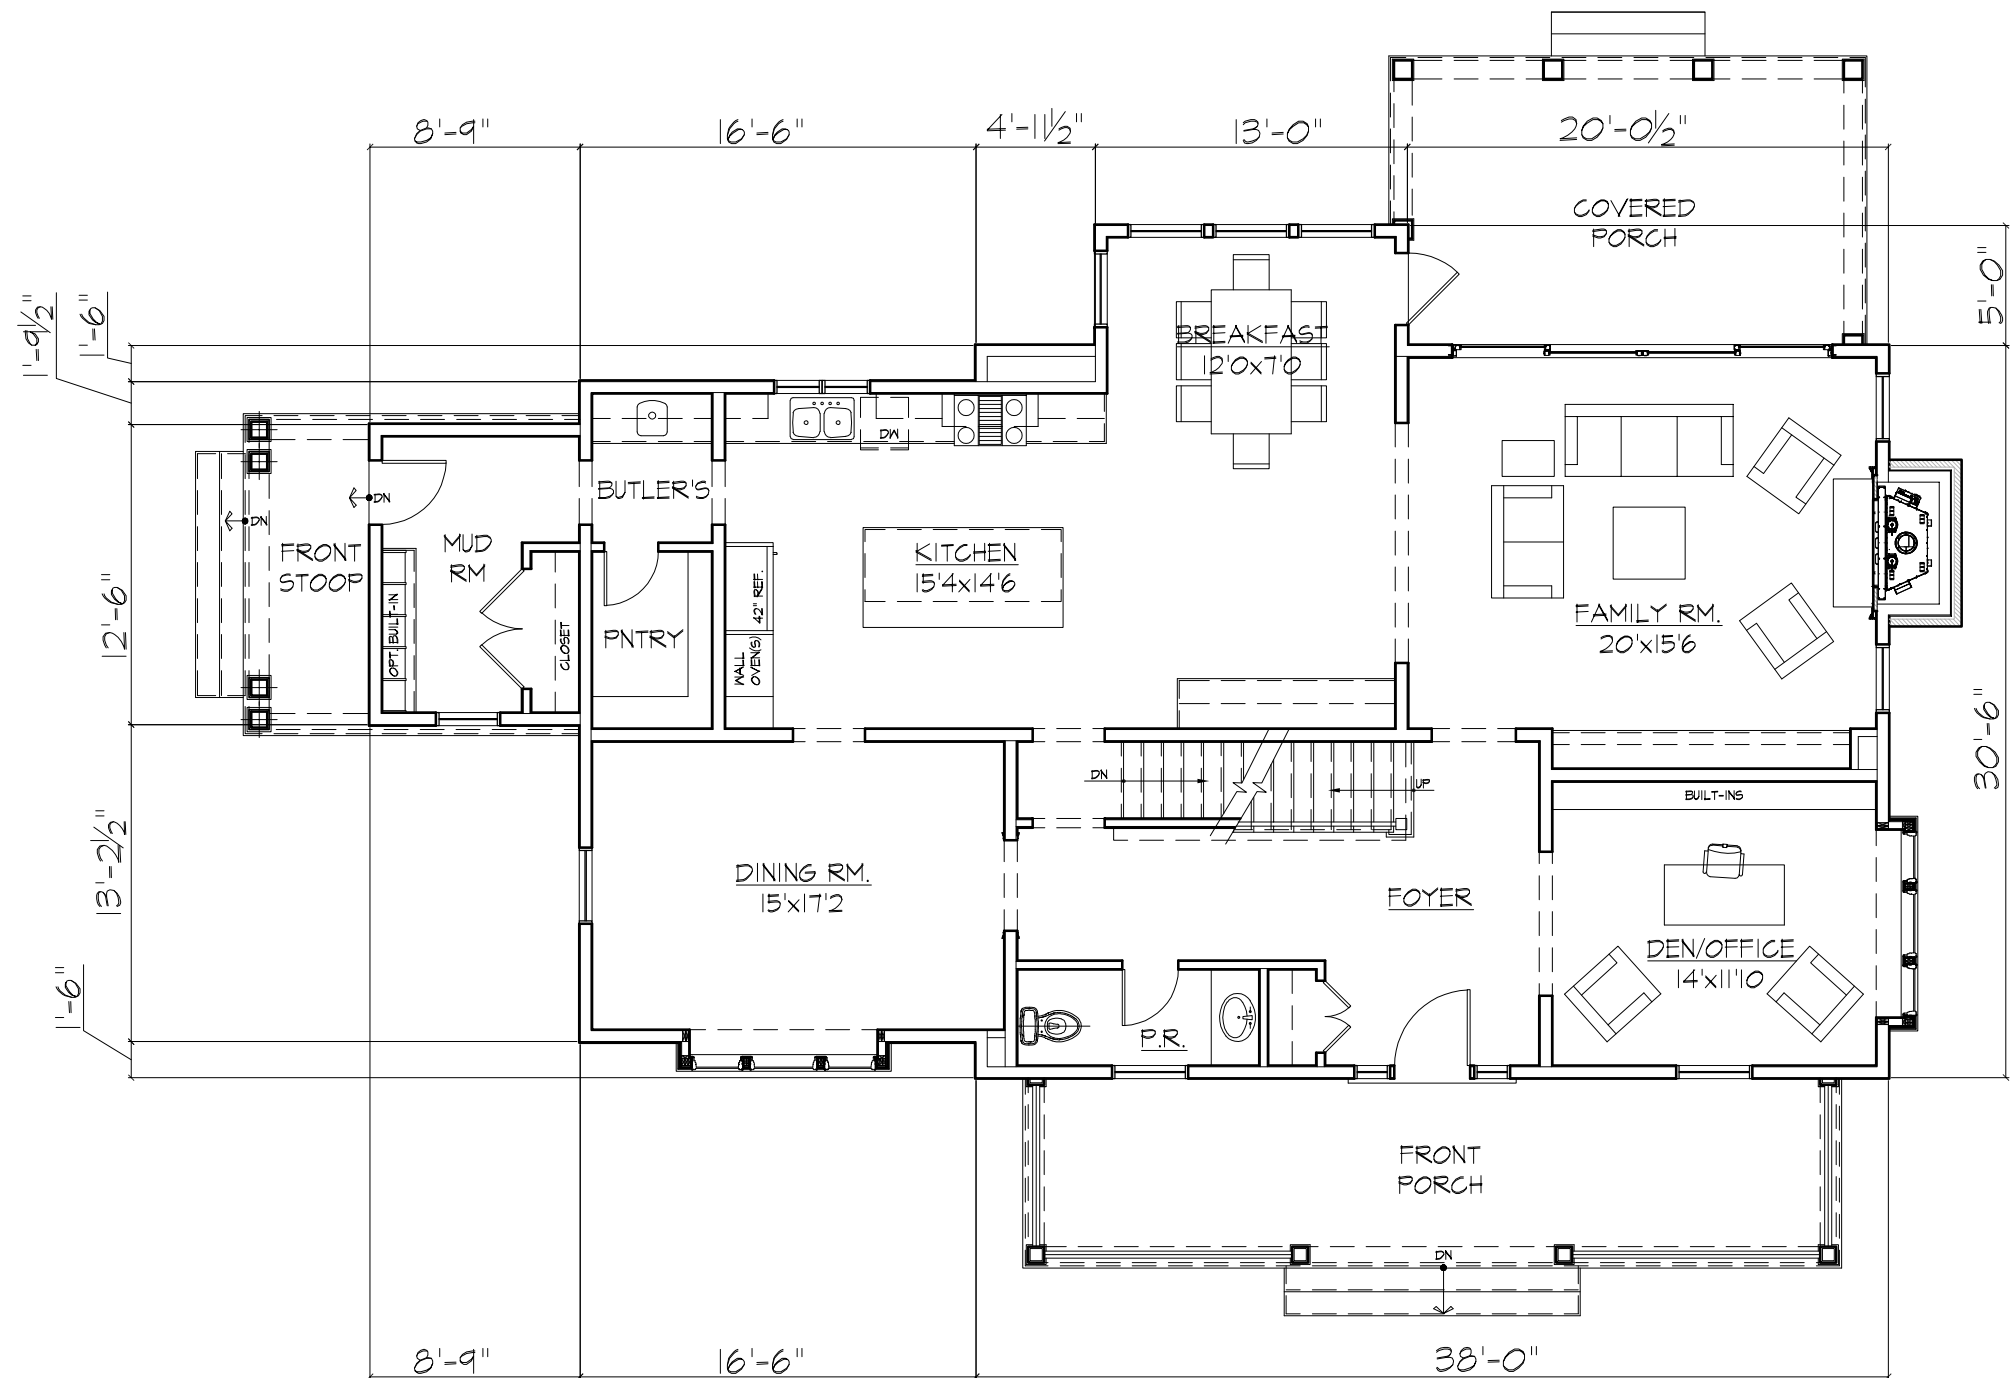 8'-9"
16'-6"
4'-11½"
13'-0"
20'-0½"
COVERED
PORCH
5'-0"
1'-9½"
1'-6"
BREAKFAST
12'0x7'0
DW
BUTLER'S
DN
DN
FRONT
STOOP
MUD
RM
KITCHEN
15'4x14'6
42" REF.
12'-6"
OPT. BUILT-IN
CLOSET
PNTRY
WALL
OVEN(S)
FAMILY RM.
20'x15'6
30'-6"
DN
UP
BUILT-INS
13'-2½"
DINING RM.
15'x17'2
FOYER
DEN/OFFICE
14'x11'10
1'-6"
P.R.
FRONT
PORCH
DN
8'-9"
16'-6"
38'-0"